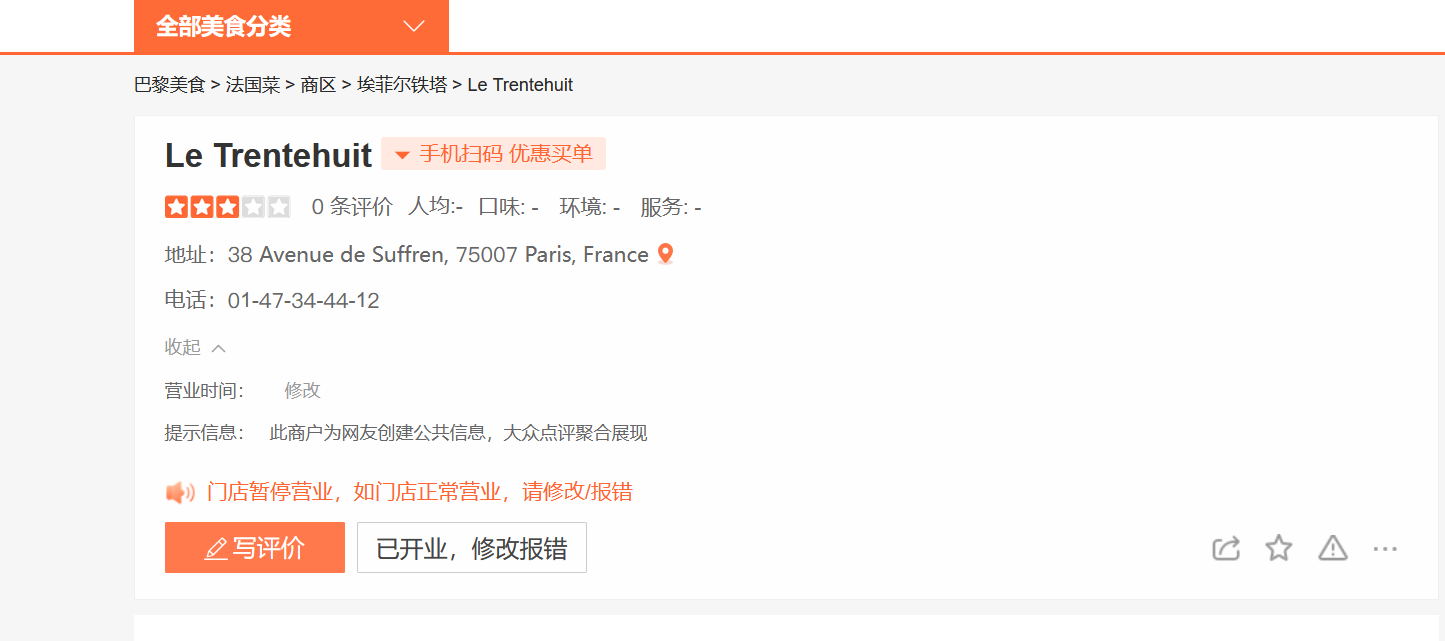 全部美食分类
巴黎美食 > 法国菜 > 商区 > 埃菲尔铁塔 > Le Trentehuit
Le Trentehuit 手机扫码 优惠买单
0 条评价 人均:- 口味: - 环境: - 服务: -
地址：38 Avenue de Suffren, 75007 Paris, France
电话：01-47-34-44-12
收起
营业时间： 修改
提示信息： 此商户为网友创建公共信息，大众点评聚合展现
门店暂停营业，如门店正常营业，请修改/报错
写评价 已开业，修改报错